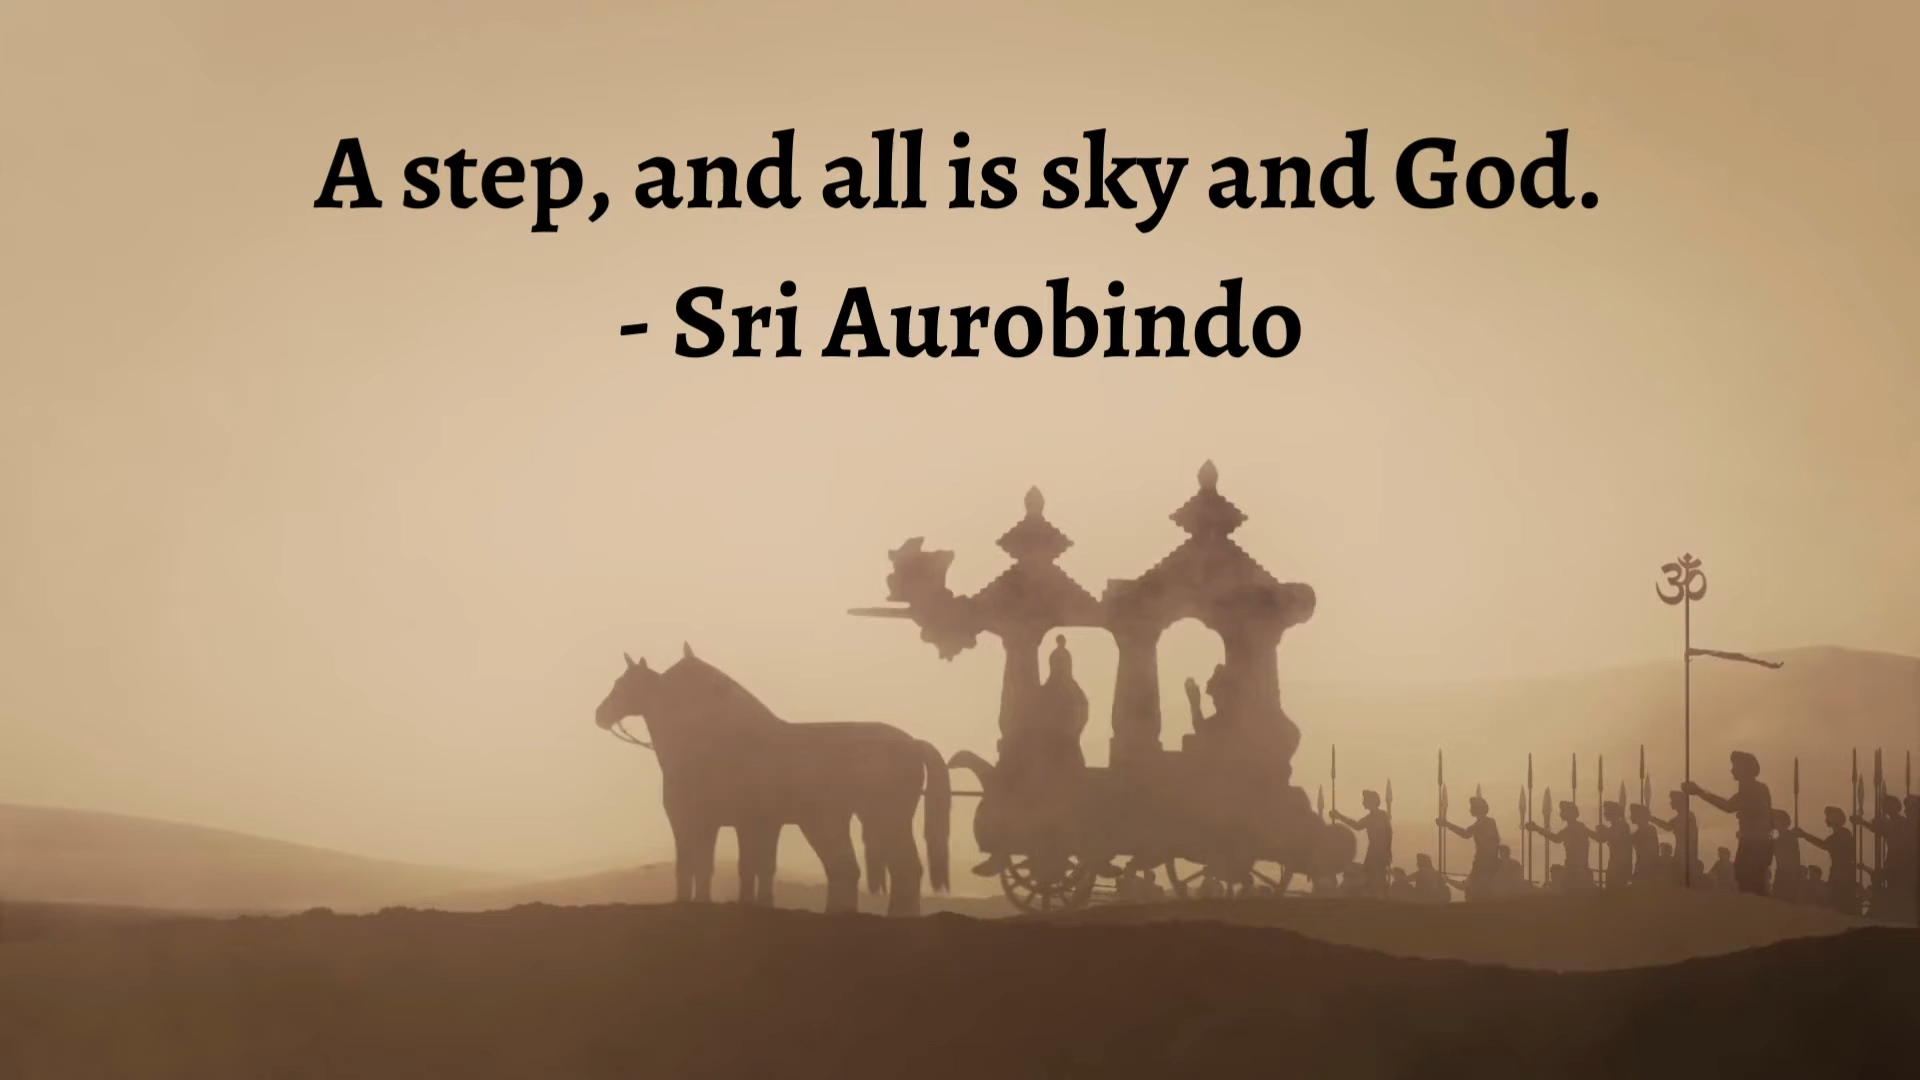 A step, and all is sky and God.
- Sri Aurobindo
ॐ